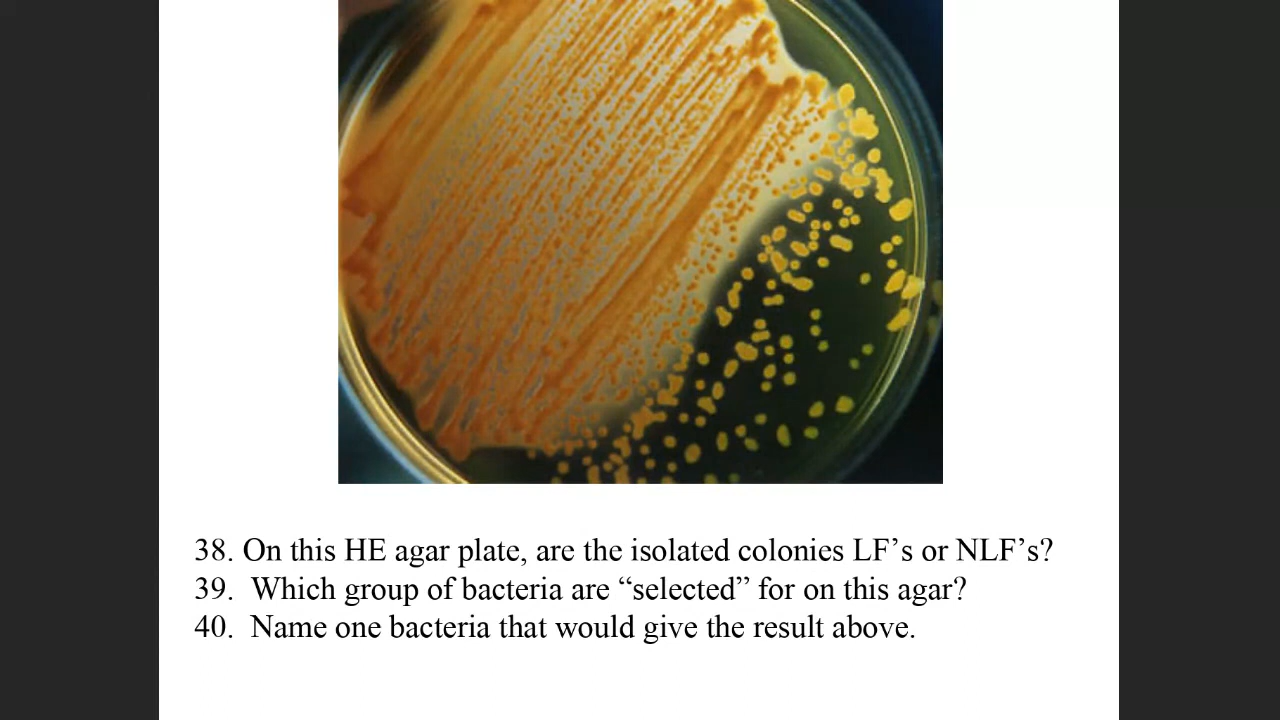 38. On this HE agar plate, are the isolated colonies LF’s or NLF’s?
39. Which group of bacteria are “selected” for on this agar?
40. Name one bacteria that would give the result above.